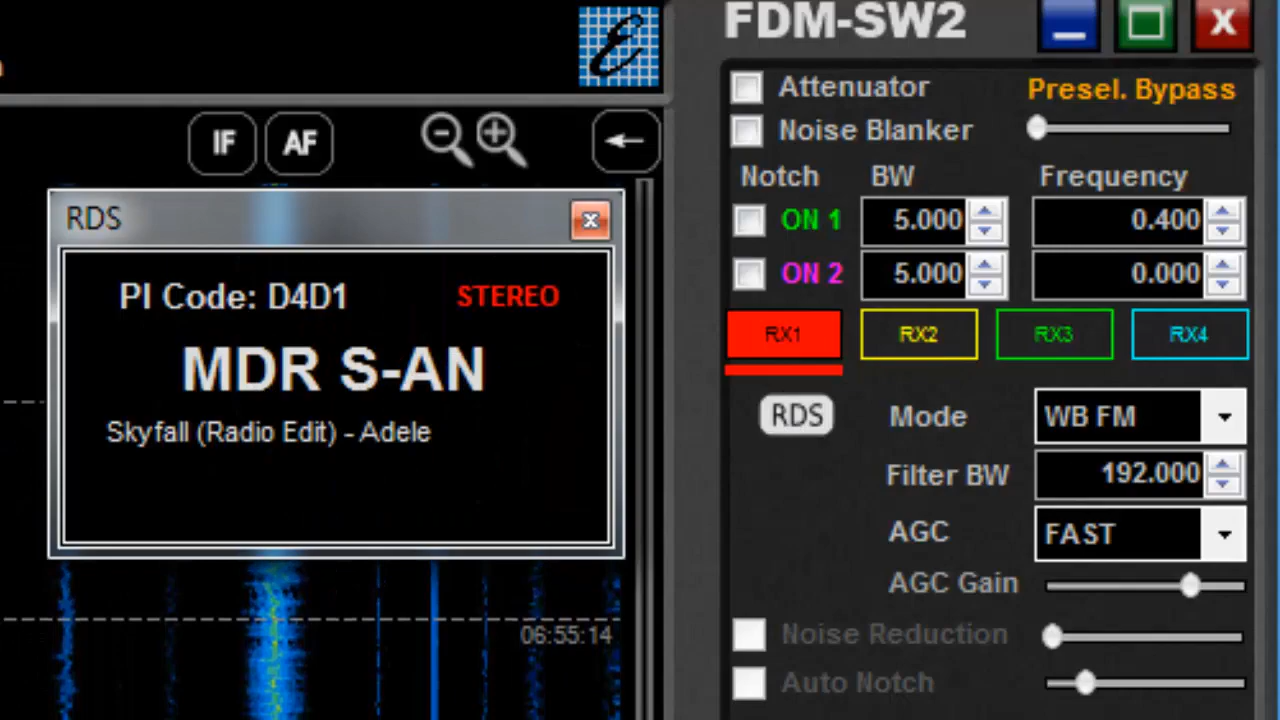 FDM-SW2
Attenuator
Presel. Bypass
Noise Blanker
IF
AF
Notch
BW
Frequency
RDS
ON 1
5.000
0.400
ON 2
5.000
0.000
PI Code: D4D1
STEREO
RX1
RX2
RX3
RX4
MDR S-AN
Skyfall (Radio Edit) - Adele
RDS
Mode
WB FM
Filter BW
192.000
AGC
FAST
AGC Gain
06:55:14
Noise Reduction
Auto Notch